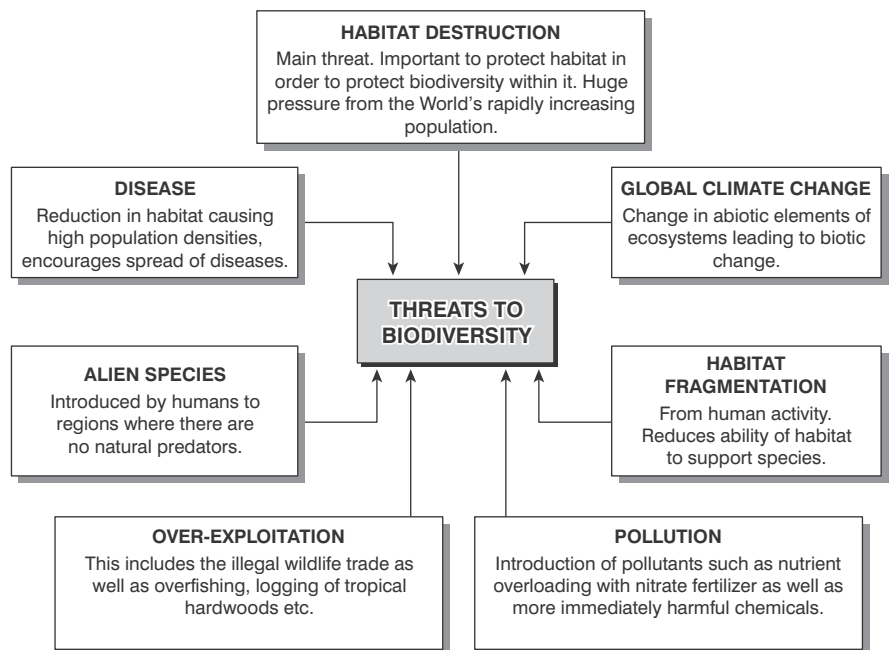 HABITAT DESTRUCTION
Main threat. Important to protect habitat in
order to protect biodiversity within it. Huge
pressure from the World's rapidly increasing
population.
DISEASE
Reduction in habitat causing
high population densities,
encourages spread of diseases.
GLOBAL CLIMATE CHANGE
Change in abiotic elements of
ecosystems leading to biotic
change.
THREATS TO
BIODIVERSITY
ALIEN SPECIES
Introduced by humans to
regions where there are
no natural predators.
HABITAT
FRAGMENTATION
From human activity.
Reduces ability of habitat
to support species.
OVER-EXPLOITATION
This includes the illegal wildlife trade as
well as overfishing, logging of tropical
hardwoods etc.
POLLUTION
Introduction of pollutants such as nutrient
overloading with nitrate fertilizer as well as
more immediately harmful chemicals.